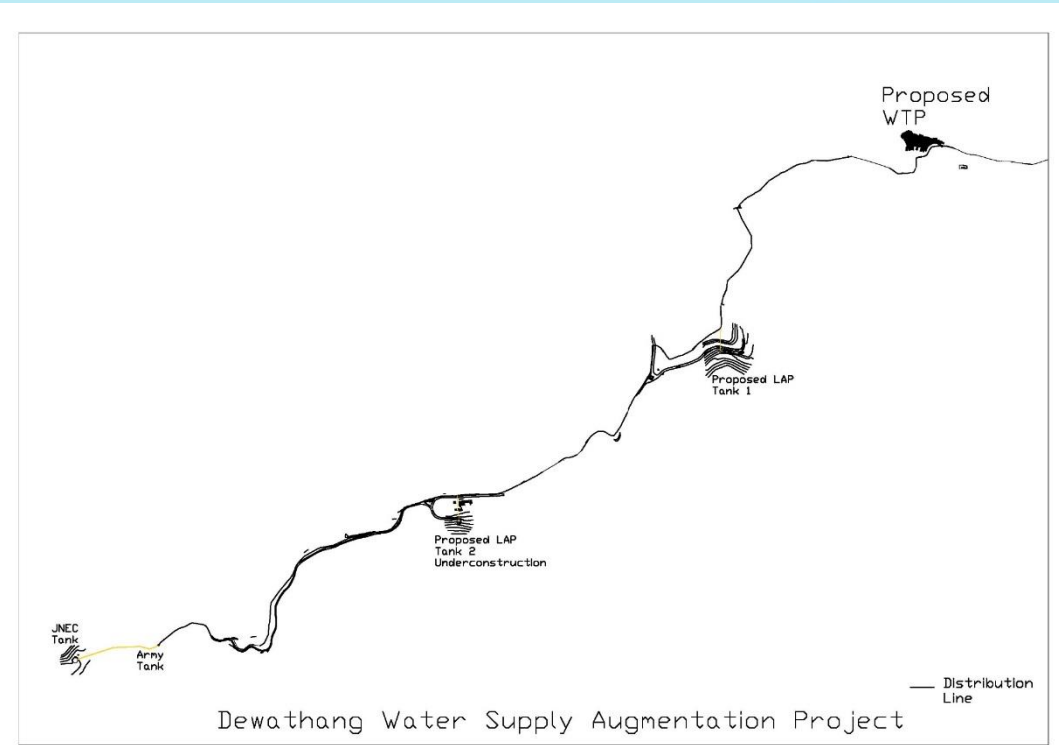 Proposed
WTP
Proposed LAP
Tank 1
Proposed LAP
Tank 2
Underconstruction
JNEC
Tank
Army
Tank
Distribution
Line
Dewathang Water Supply Augmentation Project